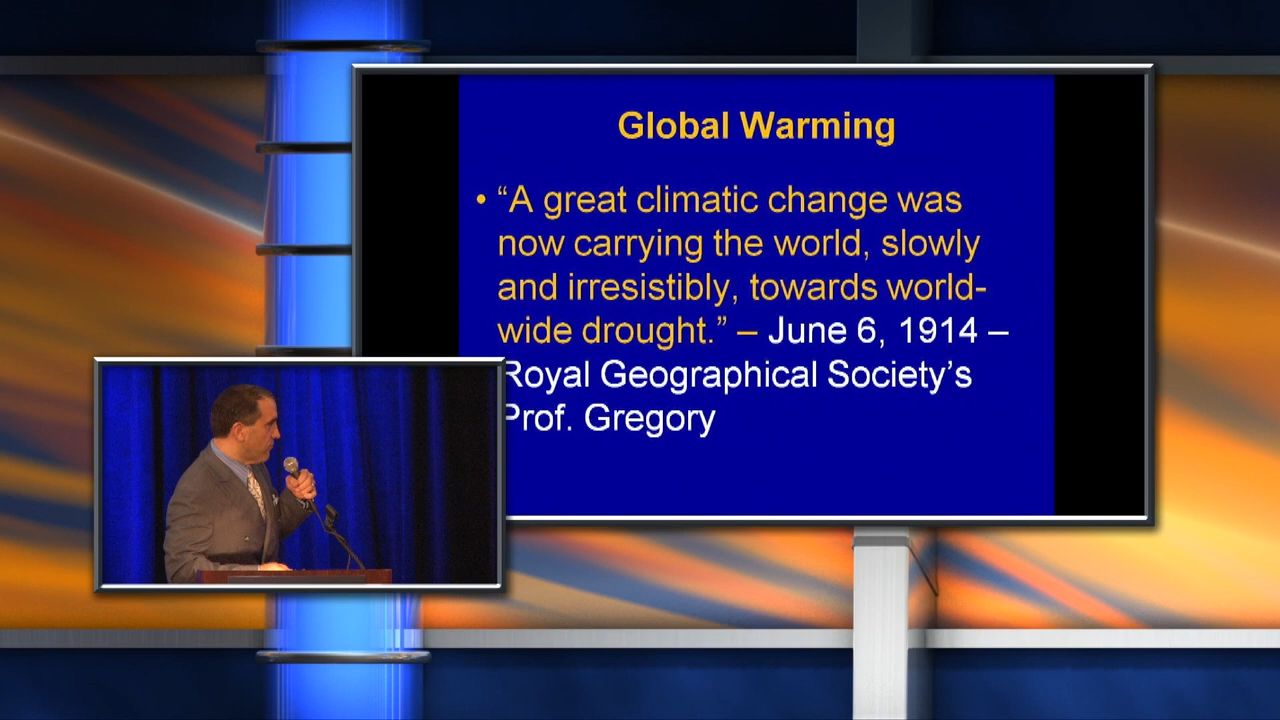 Global Warming
• “A great climatic change was
now carrying the world, slowly
and irresistibly, towards world-
wide drought.” – June 6, 1914 –
Royal Geographical Society’s
Prof. Gregory